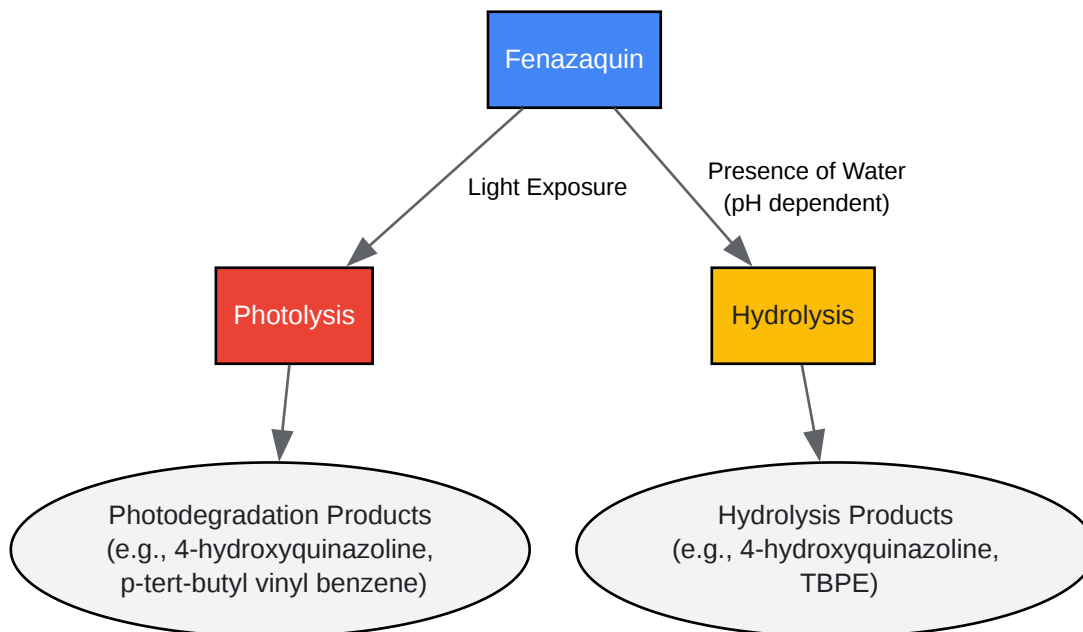 Fenazaquin
Light Exposure
Presence of Water
(pH dependent)
Photolysis
Hydrolysis
Photodegradation Products
(e.g., 4-hydroxyquinazoline,
p-tert-butyl vinyl benzene)
Hydrolysis Products
(e.g., 4-hydroxyquinazoline,
TBPE)